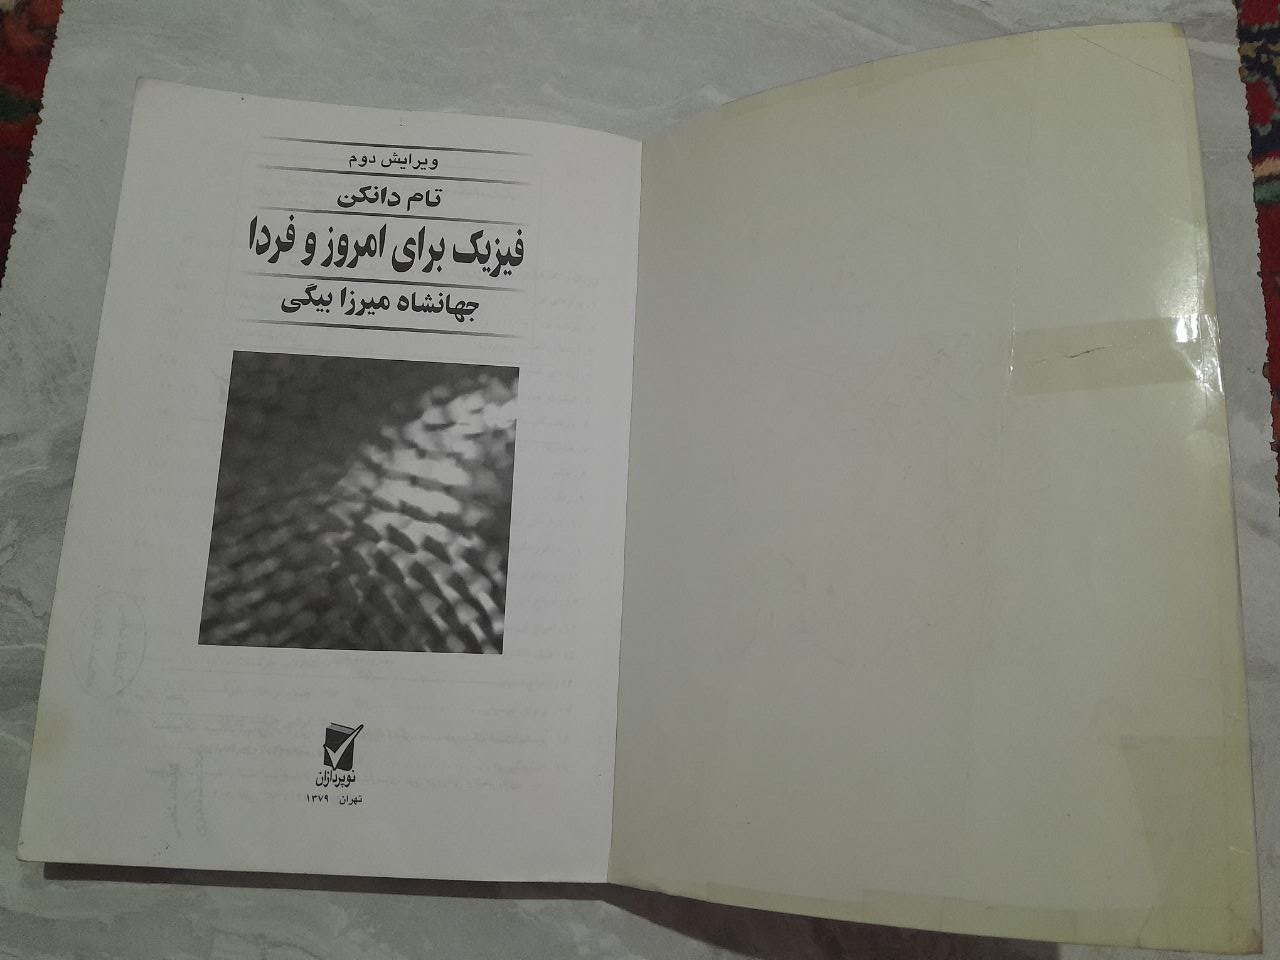 ویرایش دوم
تام دانکن
فیزیک برای امروز و فردا
جهانشاه میرزا بیگی
نوپردازان
تهران ۱۳۷۹